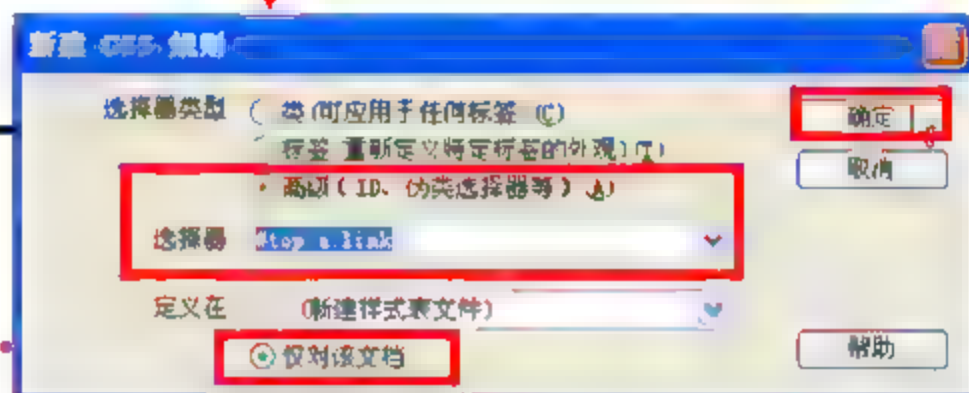 新建 CSS 规则
选择器类型 类(可应用于任何标签)(C)
标签(重新定义特定标签的外观)(T)
高级(ID、伪类选择器等)(A)
选择器 #top a:link
定义在 (新建样式表文件)
仅对该文档
确定
取消
帮助